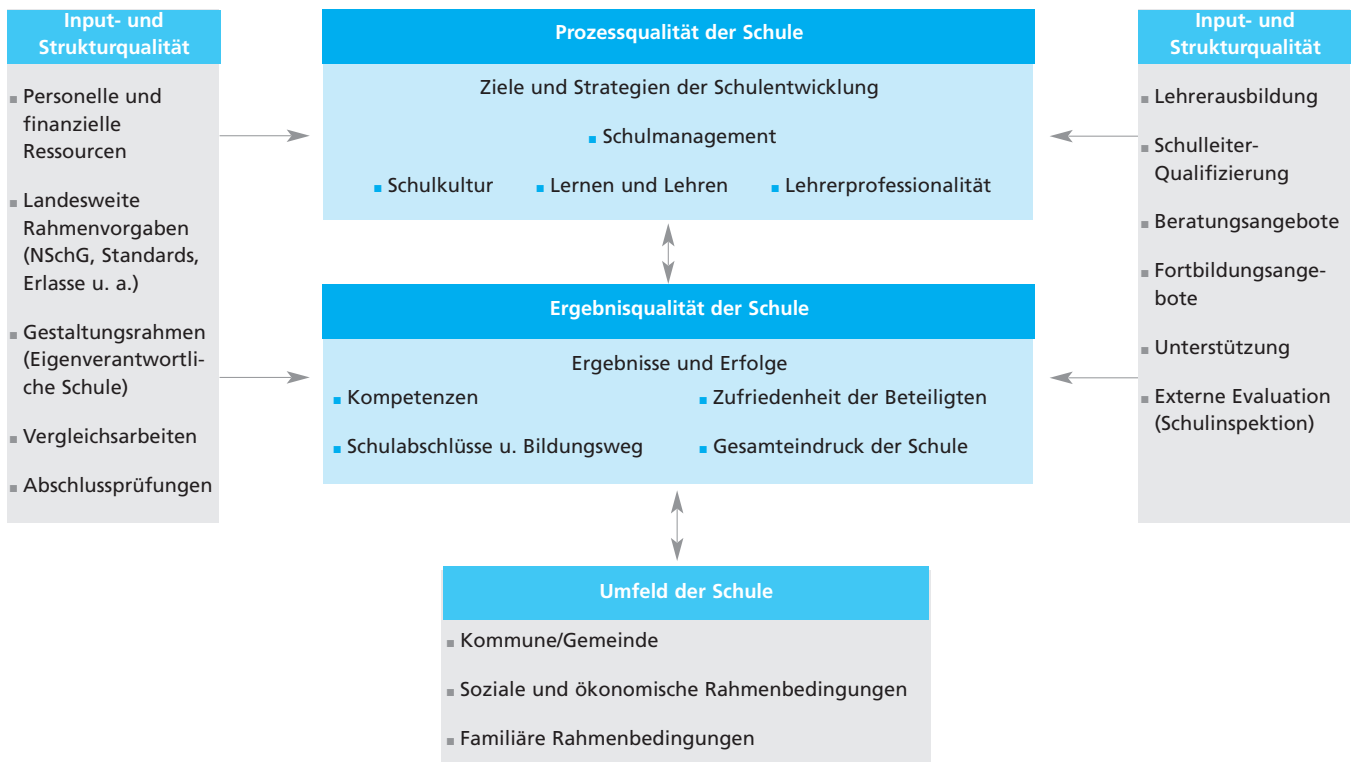 Input- und
Strukturqualität
Personelle und
finanzielle
Ressourcen
Landesweite
Rahmenvorgaben
(NSchG, Standards,
Erlasse u. a.)
Gestaltungsrahmen
(Eigenverantwortli-
che Schule)
Vergleichsarbeiten
Abschlussprüfungen
Prozessqualität der Schule
Ziele und Strategien der Schulentwicklung
Schulmanagement
Schulkultur Lernen und Lehren Lehrerprofessionalität
Ergebnisqualität der Schule
Ergebnisse und Erfolge
Kompetenzen Zufriedenheit der Beteiligten
Schulabschlüsse u. Bildungsweg Gesamteindruck der Schule
Umfeld der Schule
Kommune/Gemeinde
Soziale und ökonomische Rahmenbedingungen
Familiäre Rahmenbedingungen
Input- und
Strukturqualität
Lehrerausbildung
Schulleiter-
Qualifizierung
Beratungsangebote
Fortbildungsange-
bote
Unterstützung
Externe Evaluation
(Schulinspektion)